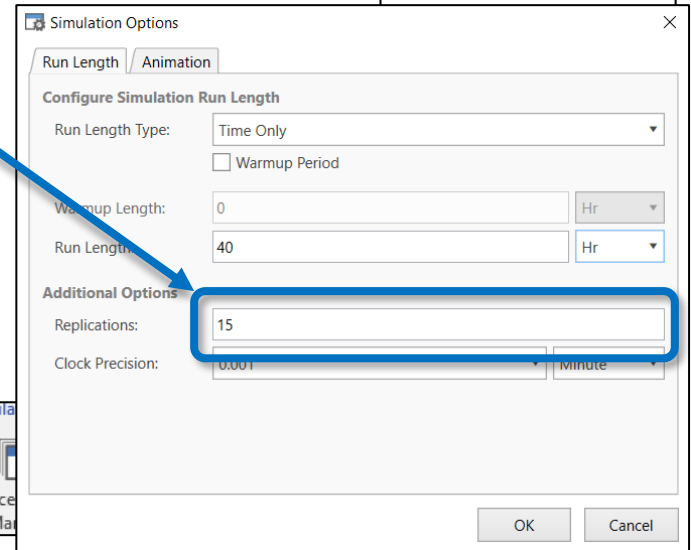 Simulation Options
Run Length Animation
Configure Simulation Run Length
Run Length Type: Time Only
Warmup Period
Warmup Length: 0 Hr
Run Length: 40 Hr
Additional Options
Replications: 15
Clock Precision: 0.001 Minute
OK Cancel